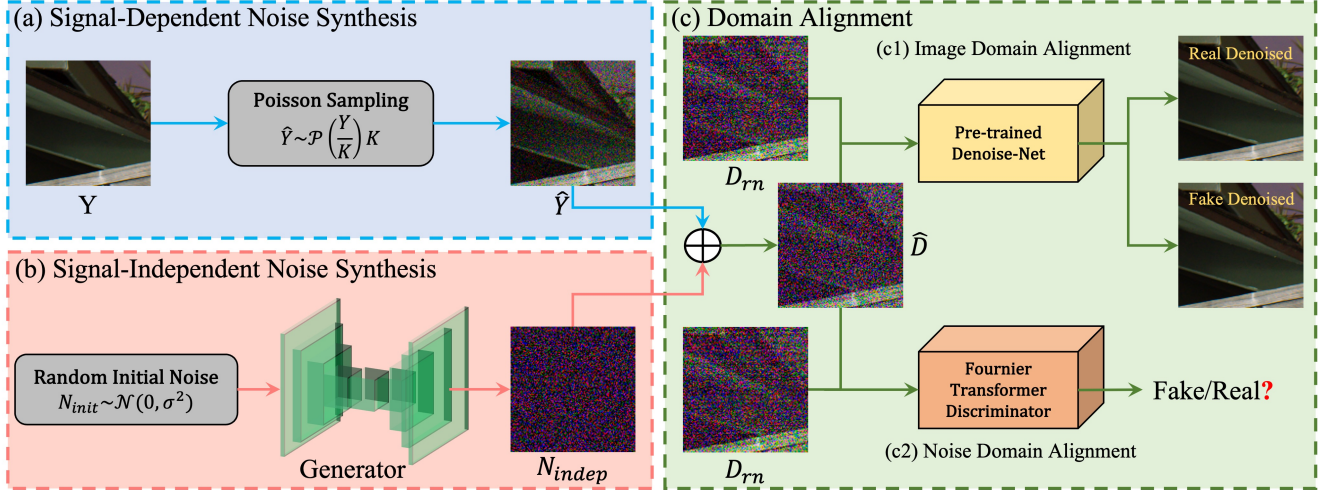 (a) Signal-Dependent Noise Synthesis
Poisson Sampling
Ŷ~𝒫(Y/K)K
Y
Ŷ
(b) Signal-Independent Noise Synthesis
Random Initial Noise
N_init~𝒩(0, σ²)
Generator
N_indep
(c) Domain Alignment
(c1) Image Domain Alignment
D_rn
Pre-trained
Denoise-Net
Real Denoised
Fake Denoised
D̂
D_rn
Fournier
Transformer
Discriminator
Fake/Real?
(c2) Noise Domain Alignment